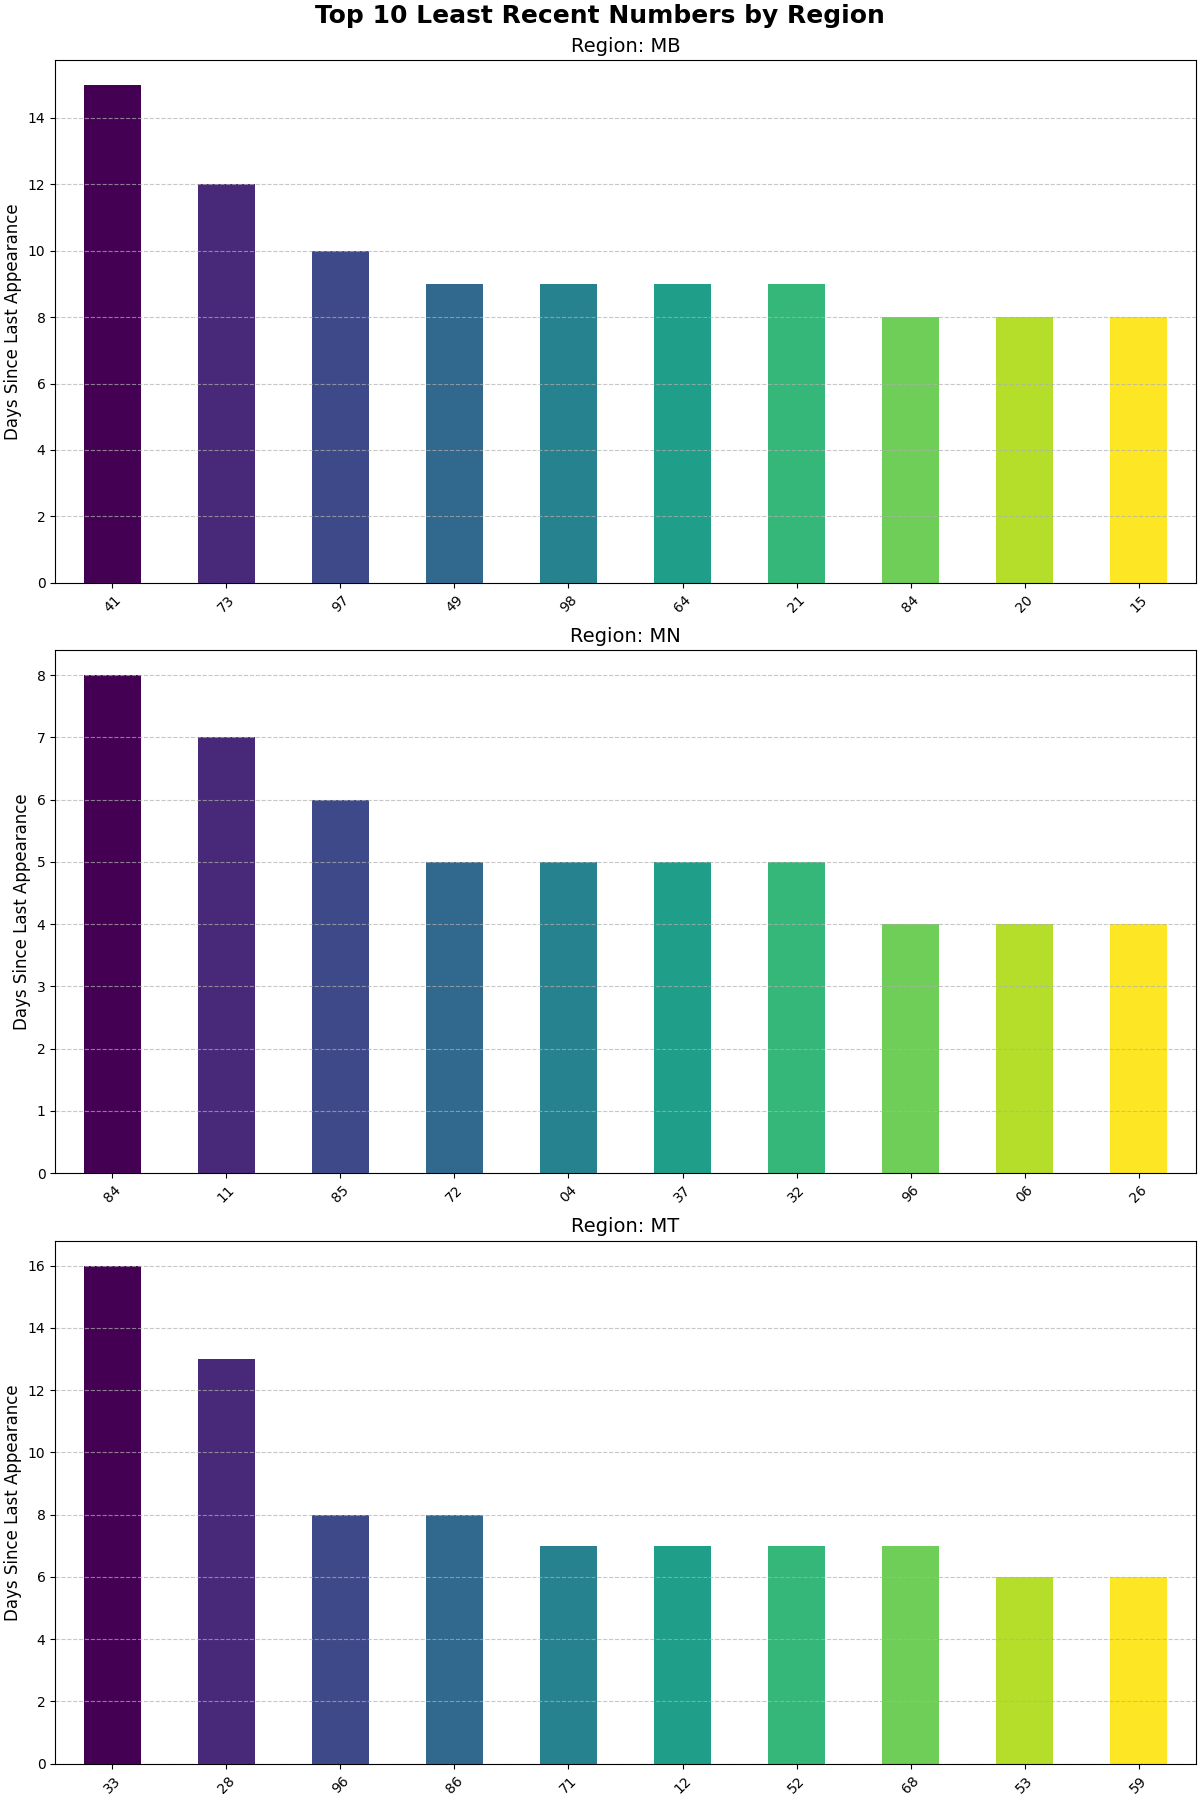 Top 10 Least Recent Numbers by Region
Region: MB
Days Since Last Appearance
14
12
10
8
6
4
2
0
41 73 97 49 98 64 21 84 20 15
Region: MN
Days Since Last Appearance
8
7
6
5
4
3
2
1
0
84 11 85 72 04 37 32 96 06 26
Region: MT
Days Since Last Appearance
16
14
12
10
8
6
4
2
0
33 28 96 86 71 12 52 68 53 59